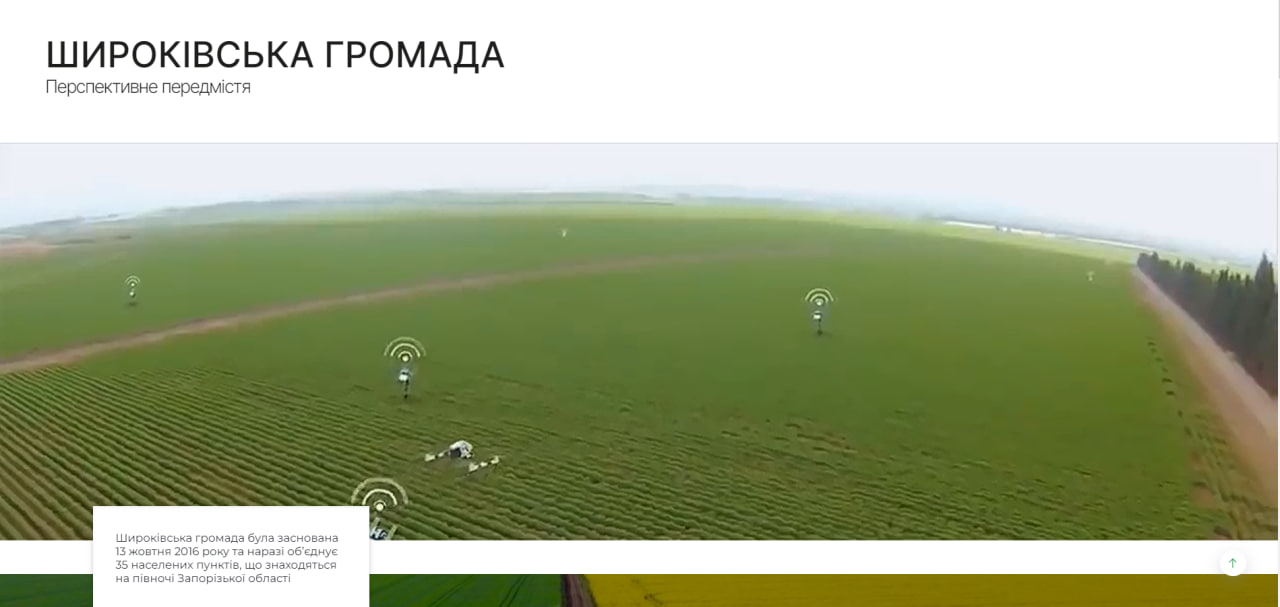 ШИРОКІВСЬКА ГРОМАДА
Перспективне передмістя
Широківська громада була заснована
13 жовтня 2016 року та наразі об’єднує
35 населених пунктів, що знаходяться
на півночі Запорізької області